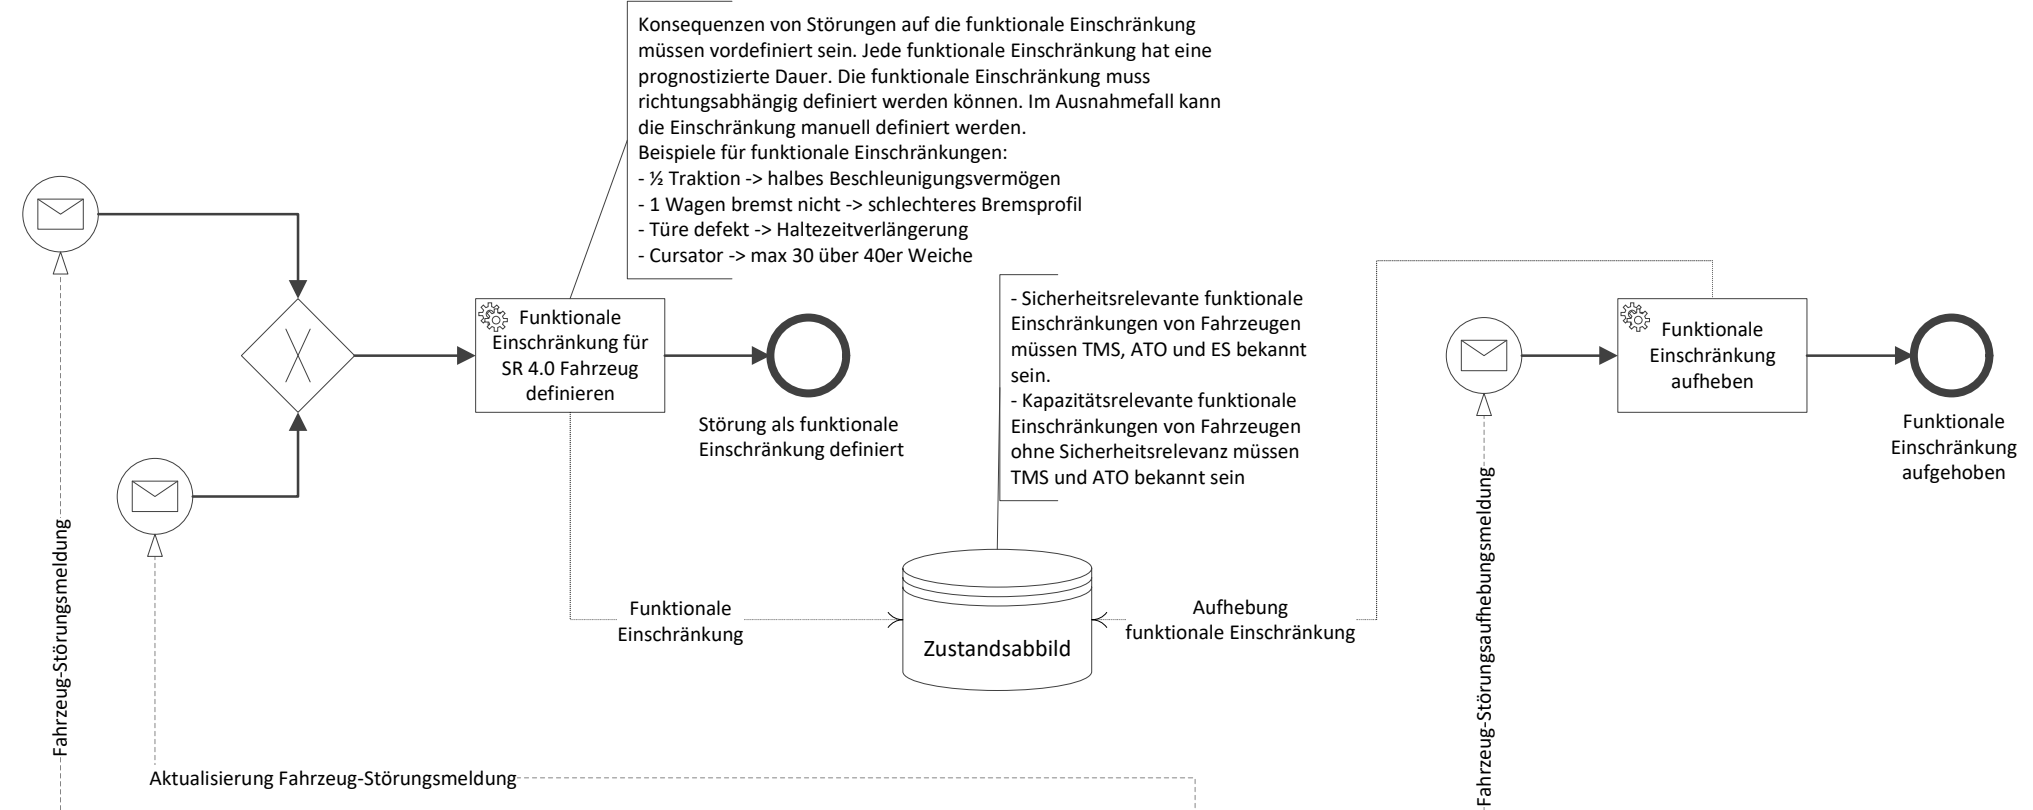 Konsequenzen von Störungen auf die funktionale Einschränkung
müssen vordefiniert sein. Jede funktionale Einschränkung hat eine
prognostizierte Dauer. Die funktionale Einschränkung muss
richtungsabhängig definiert werden können. Im Ausnahmefall kann
die Einschränkung manuell definiert werden.
Beispiele für funktionale Einschränkungen:
- ½ Traktion -> halbes Beschleunigungsvermögen
- 1 Wagen bremst nicht -> schlechteres Bremsprofil
- Türe defekt -> Haltezeitverlängerung
- Cursator -> max 30 über 40er Weiche
Funktionale
Einschränkung für
SR 4.0 Fahrzeug
definieren
Störung als funktionale
Einschränkung definiert
- Sicherheitsrelevante funktionale
Einschränkungen von Fahrzeugen
müssen TMS, ATO und ES bekannt
sein.
- Kapazitätsrelevante funktionale
Einschränkungen von Fahrzeugen
ohne Sicherheitsrelevanz müssen
TMS und ATO bekannt sein
Funktionale
Einschränkung
aufheben
Funktionale
Einschränkung
aufgehoben
Fahrzeug-Störungsmeldung
Funktionale
Einschränkung
Zustandsabbild
Aufhebung
funktionale Einschränkung
Fahrzeug-Störungsaufhebungsmeldung
Aktualisierung Fahrzeug-Störungsmeldung